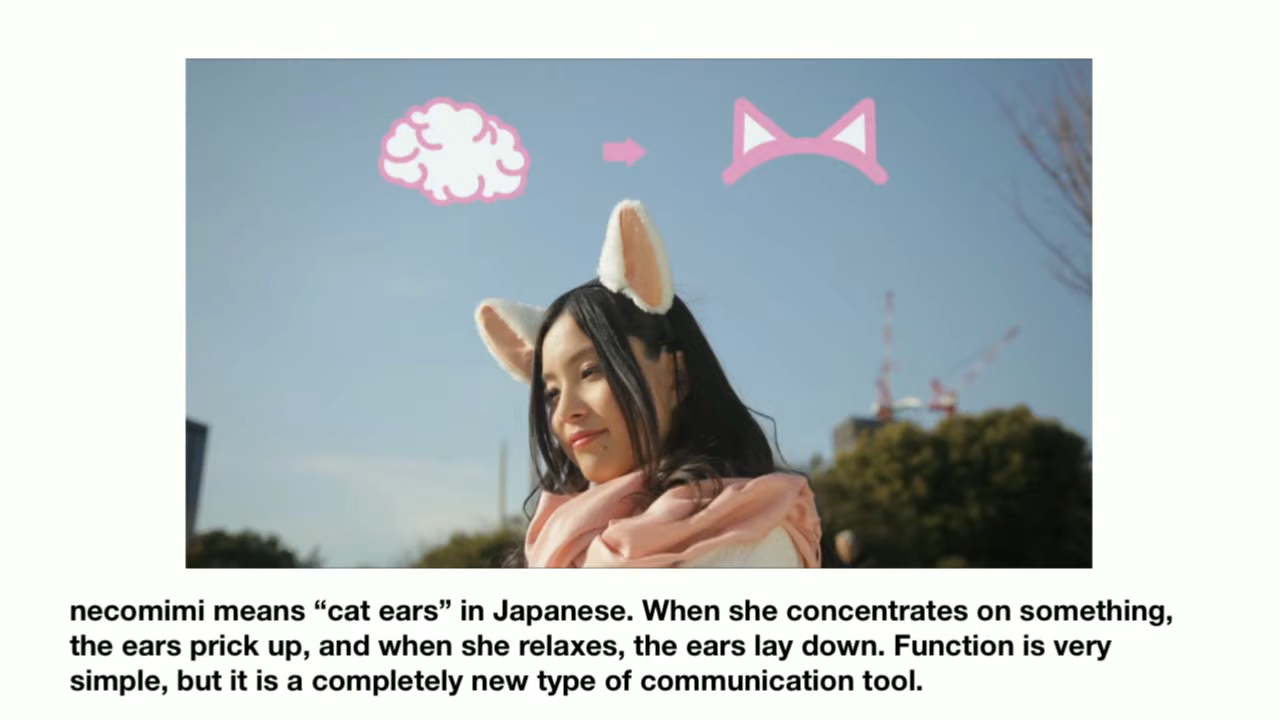 necomimi means “cat ears” in Japanese. When she concentrates on something,
the ears prick up, and when she relaxes, the ears lay down. Function is very
simple, but it is a completely new type of communication tool.